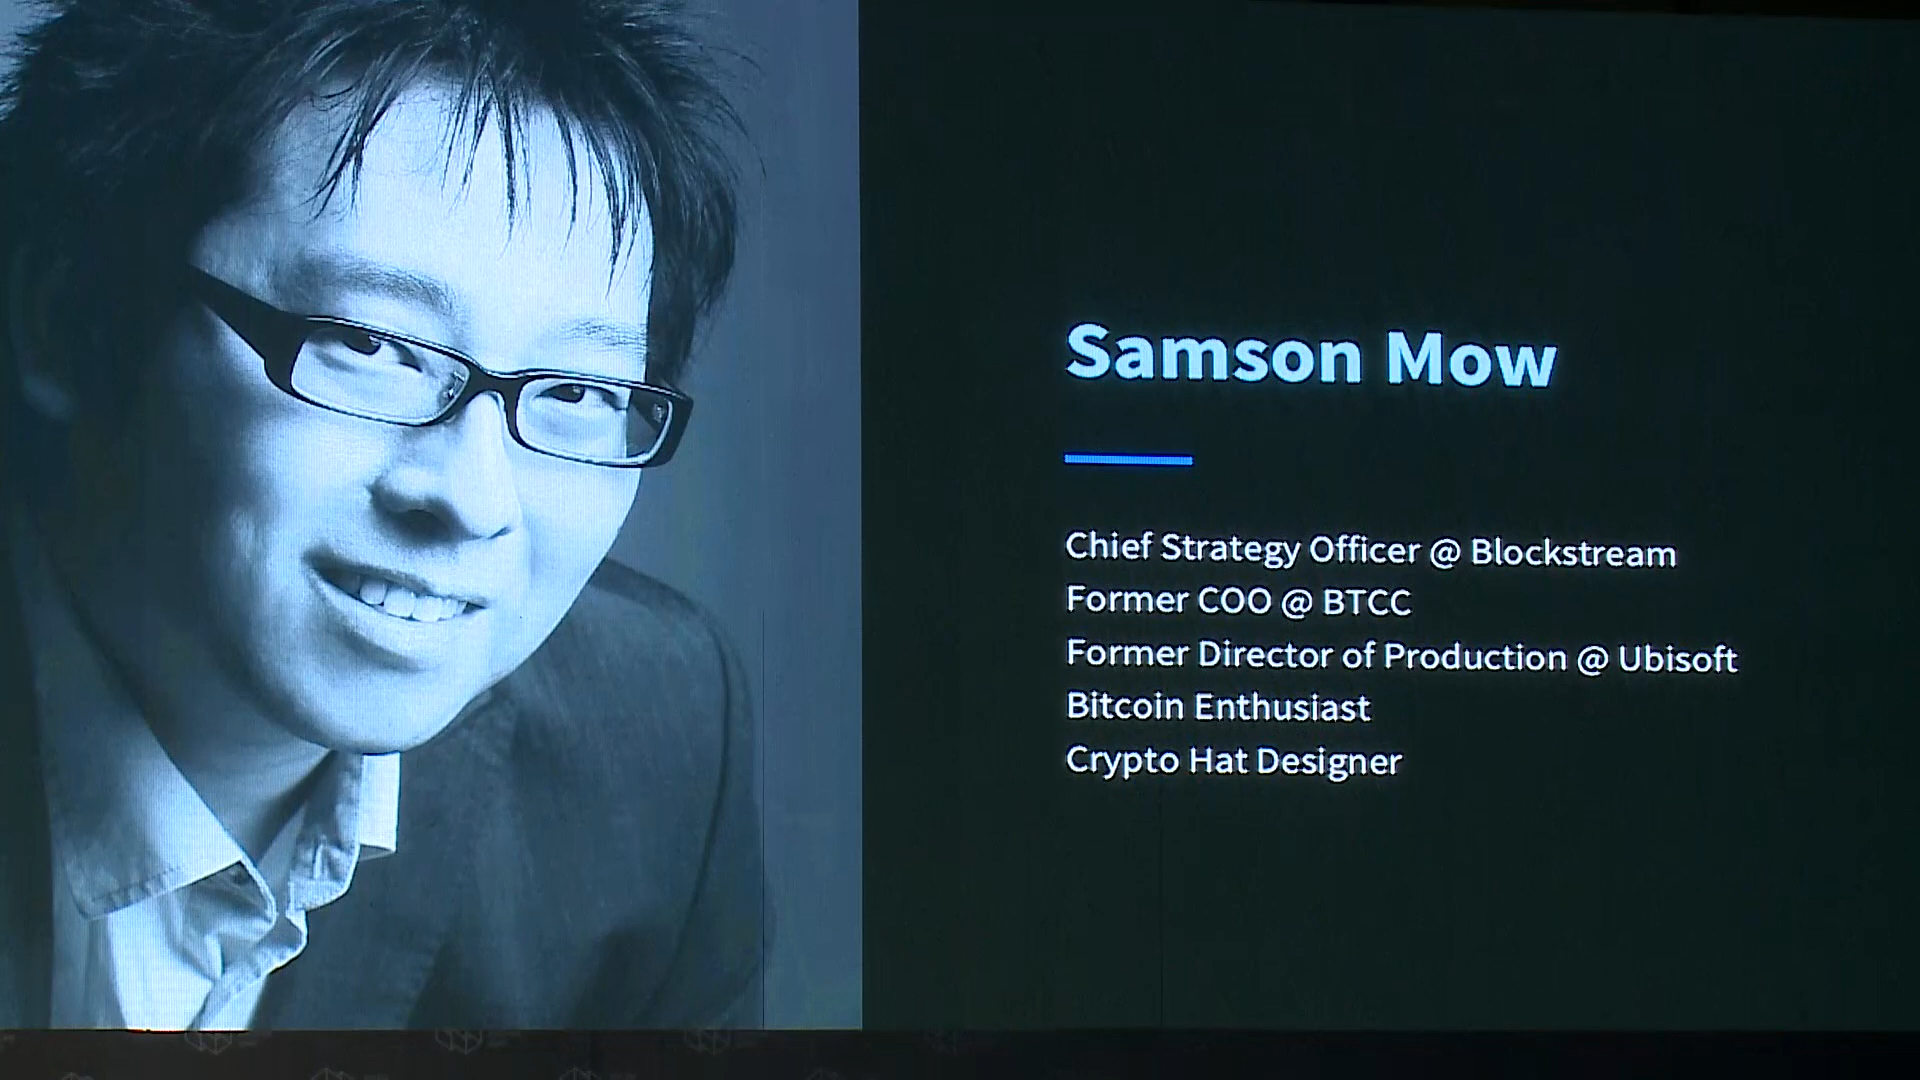 Samson Mow
Chief Strategy Officer @ Blockstream
Former COO @ BTCC
Former Director of Production @ Ubisoft
Bitcoin Enthusiast
Crypto Hat Designer